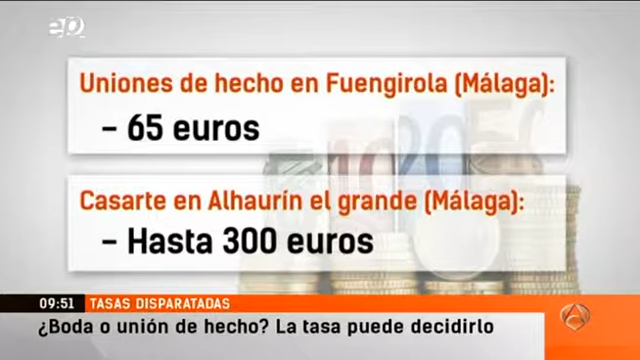 ep
Uniones de hecho en Fuengirola (Málaga):
- 65 euros
Casarte en Alhaurín el grande (Málaga):
- Hasta 300 euros
09:51 TASAS DISPARATADAS
¿Boda o unión de hecho? La tasa puede decidirlo